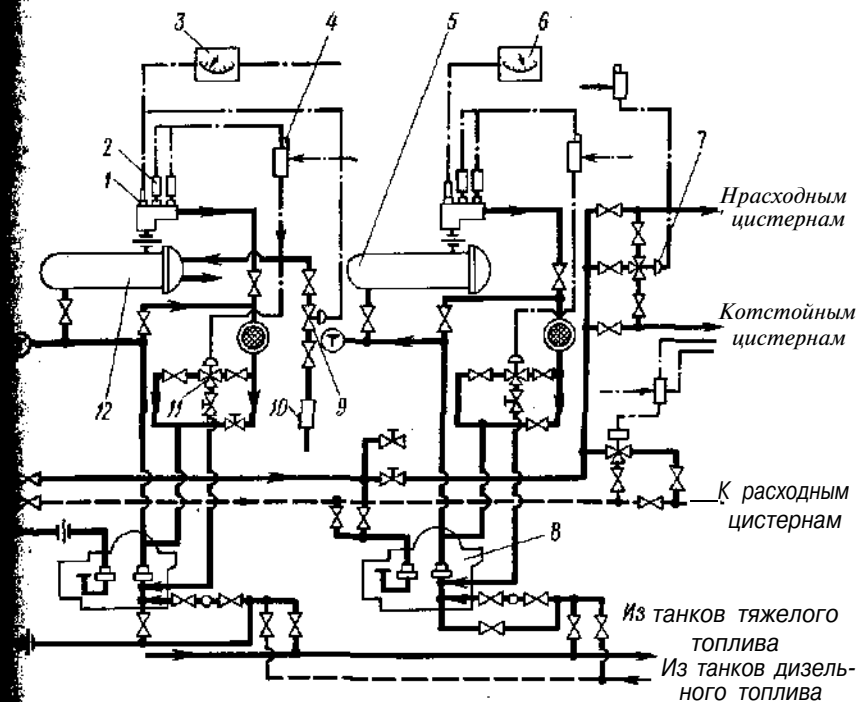 3
4
5
6
2
7
1
Нрасходным
цистернам
Котстойным
цистернам
12
11
10
9
К расходным
цистернам
8
Из танков тяжелого
топлива
Из танков дизель-
ного топлива